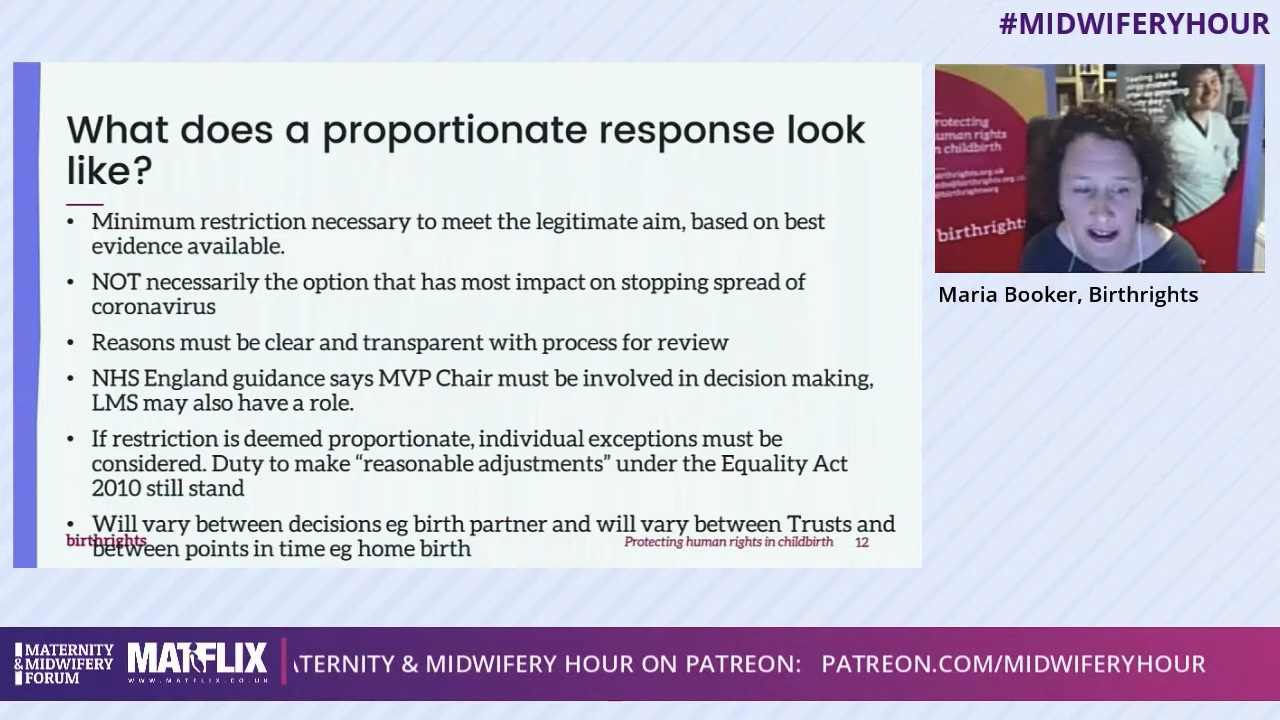 #MIDWIFERYHOUR
What does a proportionate response look
like?
• Minimum restriction necessary to meet the legitimate aim, based on best
evidence available.
• NOT necessarily the option that has most impact on stopping spread of
coronavirus
• Reasons must be clear and transparent with process for review
• NHS England guidance says MVP Chair must be involved in decision making,
LMS may also have a role.
• If restriction is deemed proportionate, individual exceptions must be
considered. Duty to make “reasonable adjustments” under the Equality Act
2010 still stand
• Will vary between decisions eg birth partner and will vary between Trusts and
between points in time eg home birth
birthrights
Protecting human rights in childbirth 12
rotecting
uman rights
n childbirth
birthrights
Feeling like a
Maria Booker, Birthrights
MATERNITY
& MIDWIFERY
FORUM
MATFLIX
WWW.MATFLIX.CO.UK
ATERNITY & MIDWIFERY HOUR ON PATREON: PATREON.COM/MIDWIFERYHOUR